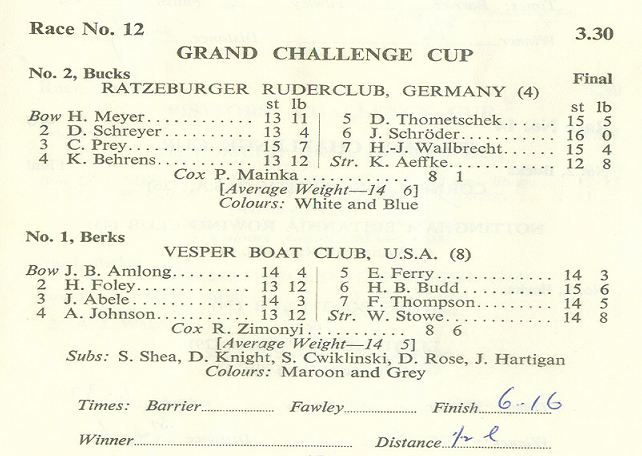 Race No. 12 3.30
GRAND CHALLENGE CUP
No. 2, Bucks Final
RATZEBURGER RUDERCLUB, GERMANY (4)
st lb st lb
Bow H. Meyer 13 11 5 D. Thometschek 15 5
2 D. Schreyer 13 4 6 J. Schröder 16 0
3 C. Prey 15 7 7 H.-J. Wallbrecht 15 4
4 K. Behrens 13 12 Str. K. Aeffke 12 8
Cox P. Mainka 8 1
[Average Weight—14 6]
Colours: White and Blue
No. 1, Berks
VESPER BOAT CLUB, U.S.A. (8)
Bow J. B. Amlong 14 4 5 E. Ferry 14 3
2 H. Foley 13 12 6 H. B. Budd 15 6
3 J. Abele 14 3 7 F. Thompson 14 5
4 A. Johnson 13 12 Str. W. Stowe 14 8
Cox R. Zimonyi 8 6
[Average Weight—14 5]
Subs: S. Shea, D. Knight, S. Cwiklinski, D. Rose, J. Hartigan
Colours: Maroon and Grey
Times: Barrier Fawley Finish 6-16
Winner Distance ½ l